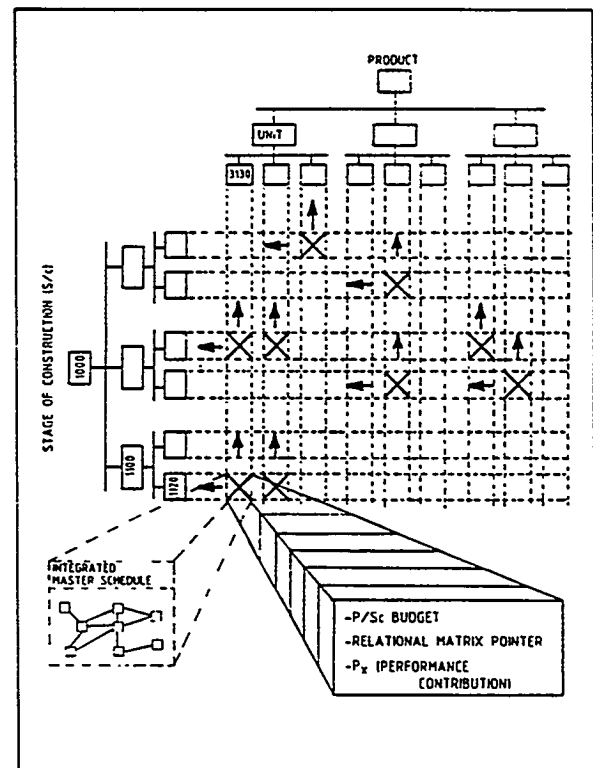 PRODUCT
UNIT
3130
STAGE OF CONSTRUCTION (S/c)
1000
1100
1120
INTEGRATED
MASTER SCHEDULE
-P/Sc BUDGET
-RELATIONAL MATRIX POINTER
-Px (PERFORMANCE
CONTRIBUTION)